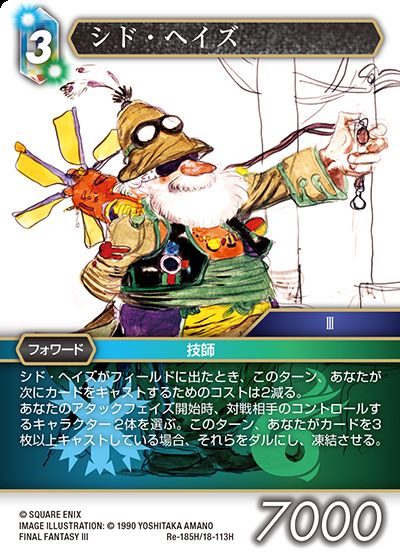 3
シド・ヘイズ
III
フォワード
技師
シド・ヘイズがフィールドに出たとき、このターン、あなたが
次にカードをキャストするためのコストは2減る。
あなたのアタックフェイズ開始時、対戦相手のコントロールす
るキャラクター2体を選ぶ。このターン、あなたがカードを3
枚以上キャストしている場合、それらをダルにし、凍結させる。
© SQUARE ENIX
IMAGE ILLUSTRATION: © 1990 YOSHITAKA AMANO
FINAL FANTASY III
Re-185H/18-113H
7000